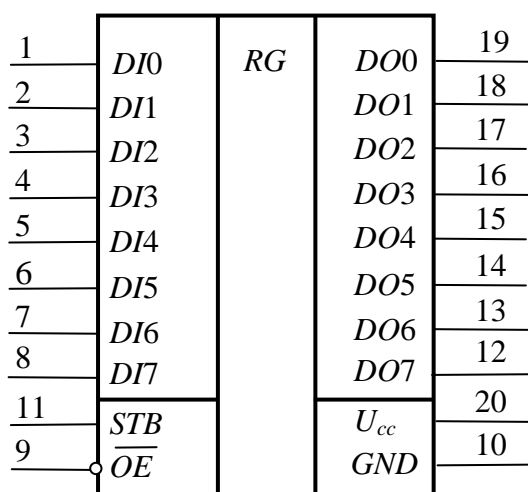 1 DI0 RG DO0 19
2 DI1 DO1 18
3 DI2 DO2 17
4 DI3 DO3 16
5 DI4 DO4 15
6 DI5 DO5 14
7 DI6 DO6 13
8 DI7 DO7 12
11 STB Ucc 20
9 O̅E̅ GND 10